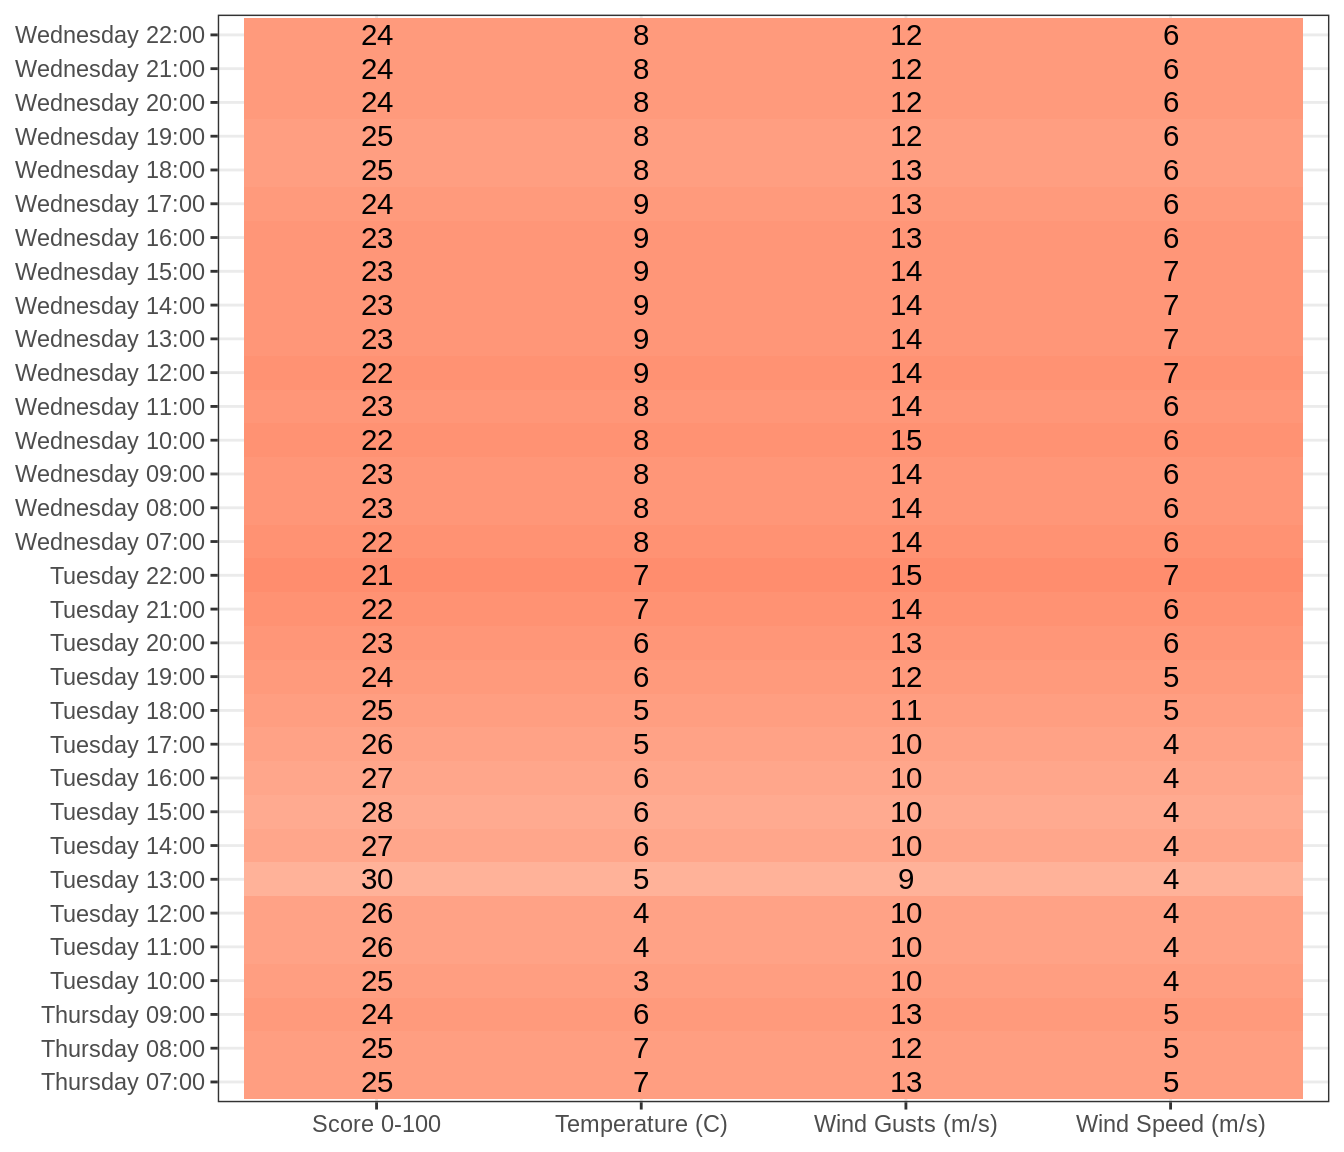 Wednesday 22:00 24 8 12 6
Wednesday 21:00 24 8 12 6
Wednesday 20:00 24 8 12 6
Wednesday 19:00 25 8 12 6
Wednesday 18:00 25 8 13 6
Wednesday 17:00 24 9 13 6
Wednesday 16:00 23 9 13 6
Wednesday 15:00 23 9 14 7
Wednesday 14:00 23 9 14 7
Wednesday 13:00 23 9 14 7
Wednesday 12:00 22 9 14 7
Wednesday 11:00 23 8 14 6
Wednesday 10:00 22 8 15 6
Wednesday 09:00 23 8 14 6
Wednesday 08:00 23 8 14 6
Wednesday 07:00 22 8 14 6
Tuesday 22:00 21 7 15 7
Tuesday 21:00 22 7 14 6
Tuesday 20:00 23 6 13 6
Tuesday 19:00 24 6 12 5
Tuesday 18:00 25 5 11 5
Tuesday 17:00 26 5 10 4
Tuesday 16:00 27 6 10 4
Tuesday 15:00 28 6 10 4
Tuesday 14:00 27 6 10 4
Tuesday 13:00 30 5 9 4
Tuesday 12:00 26 4 10 4
Tuesday 11:00 26 4 10 4
Tuesday 10:00 25 3 10 4
Thursday 09:00 24 6 13 5
Thursday 08:00 25 7 12 5
Thursday 07:00 25 7 13 5
Score 0-100 Temperature (C) Wind Gusts (m/s) Wind Speed (m/s)